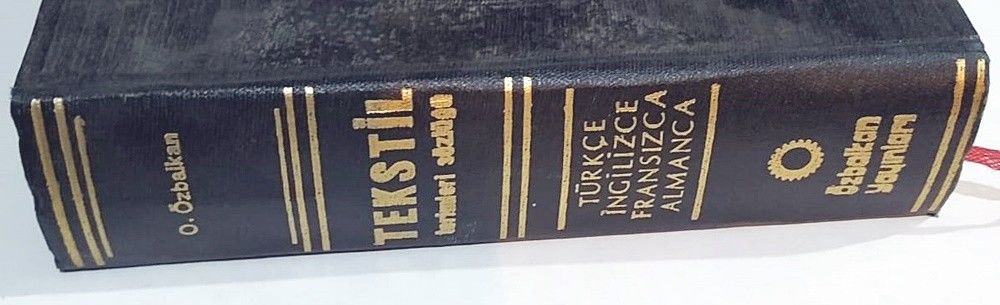 O. Özbalkan
TEKSTİL
terimleri sözlüğü
TÜRKÇE
İNGİLİZCE
FRANSIZCA
ALMANCA
özbalkan
yayınları